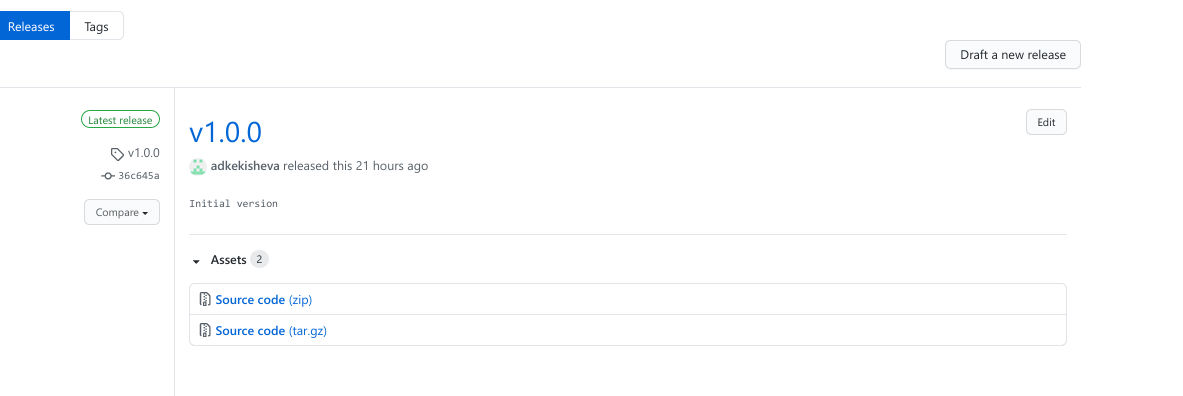 Releases Tags
Draft a new release
Latest release
v1.0.0
36c645a
Compare
v1.0.0
Edit
adkekisheva released this 21 hours ago
Initial version
Assets 2
Source code (zip)
Source code (tar.gz)